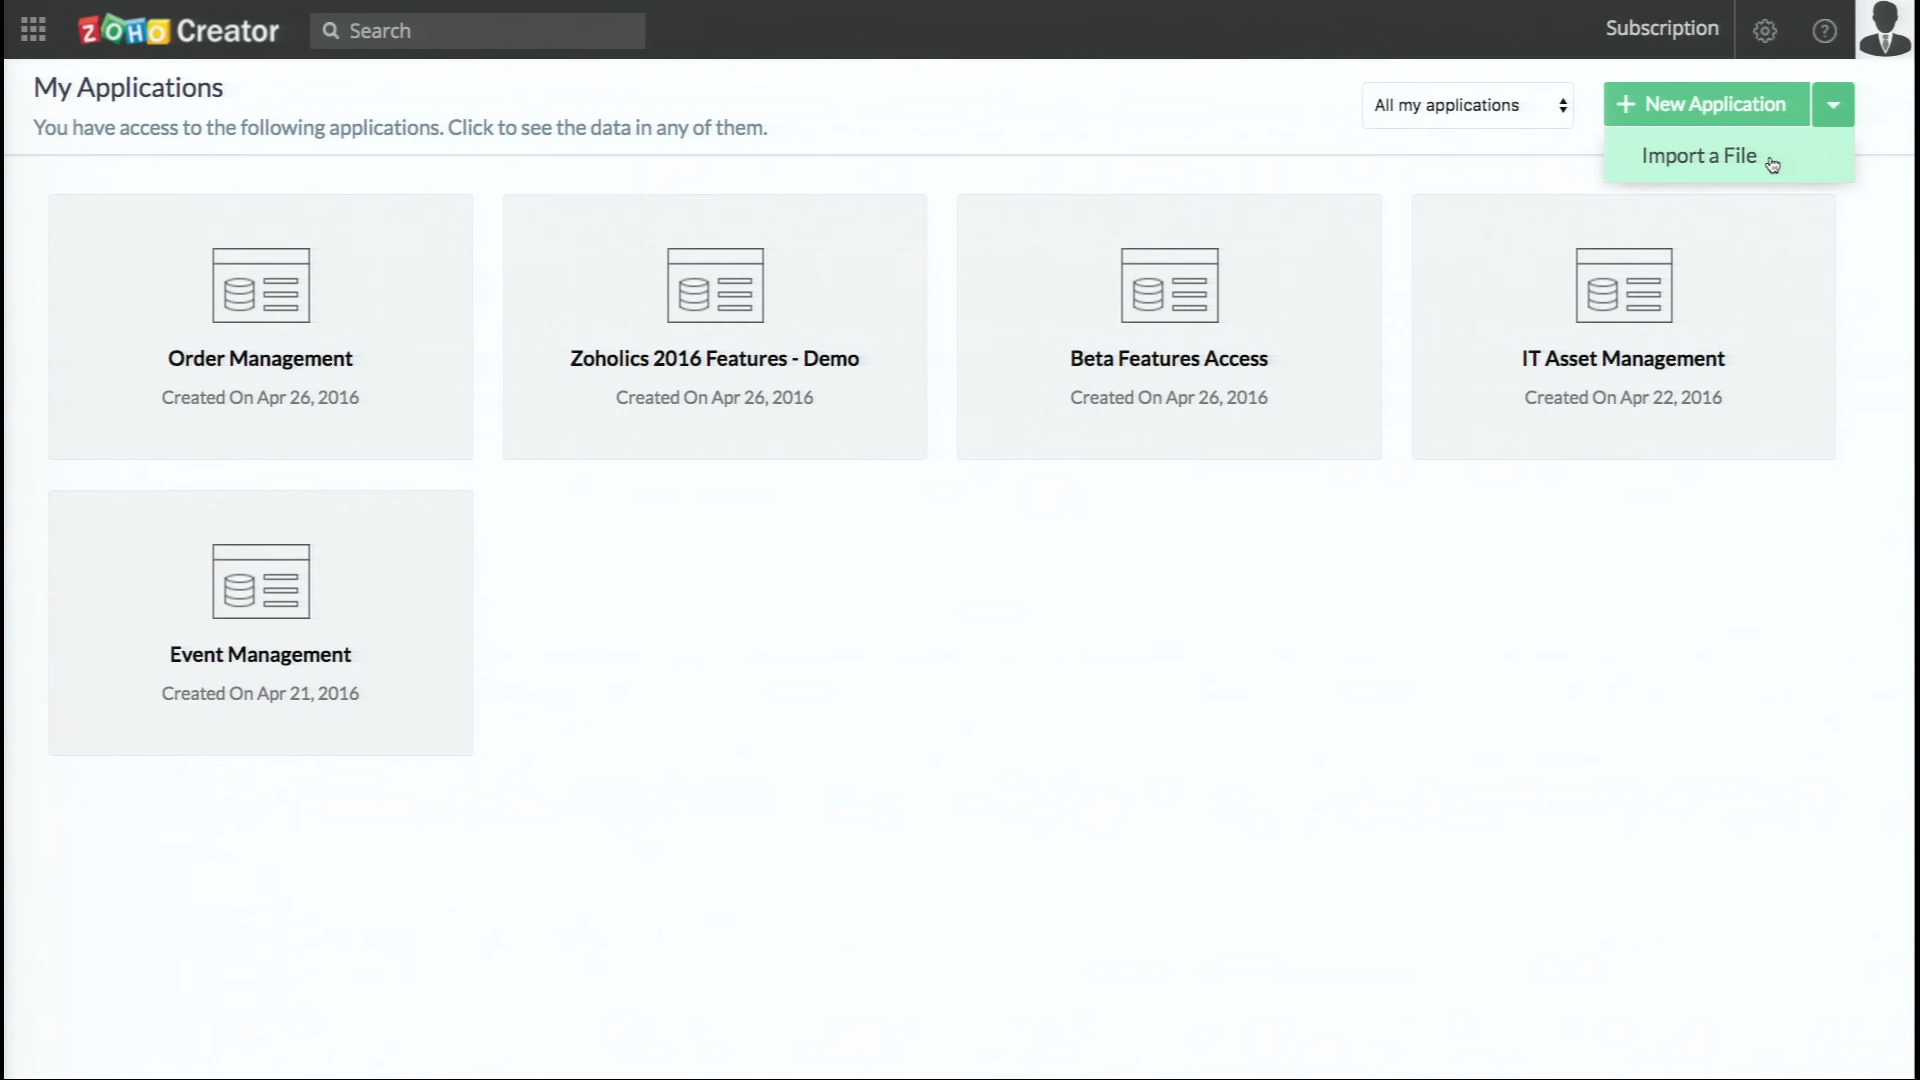 ZOHO Creator
Search
Subscription
?
My Applications
You have access to the following applications. Click to see the data in any of them.
All my applications
+ New Application
Import a File
Order Management
Created On Apr 26, 2016
Zoholics 2016 Features - Demo
Created On Apr 26, 2016
Beta Features Access
Created On Apr 26, 2016
IT Asset Management
Created On Apr 22, 2016
Event Management
Created On Apr 21, 2016